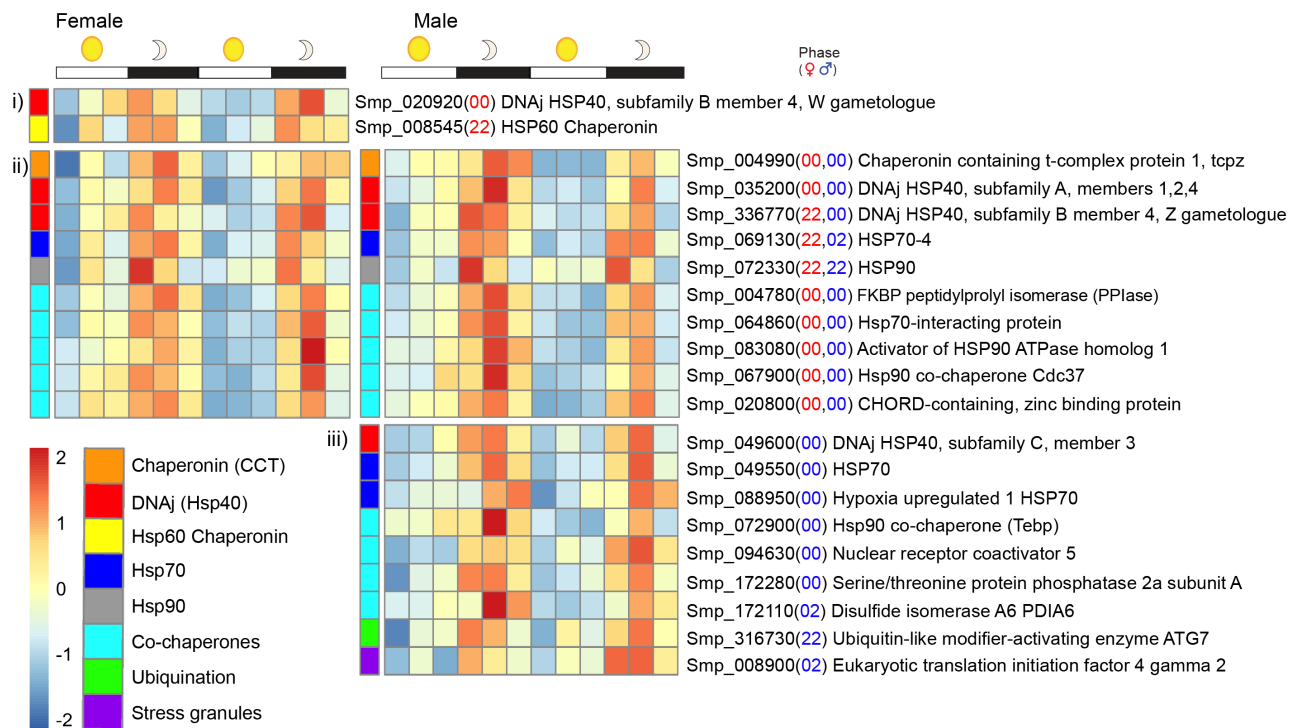 Female
Male
Phase
(♀ ♂)
i)
Smp_020920(00) DNAj HSP40, subfamily B member 4, W gametologue
Smp_008545(22) HSP60 Chaperonin
ii)
Smp_004990(00,00) Chaperonin containing t-complex protein 1, tcpz
Smp_035200(00,00) DNAj HSP40, subfamily A, members 1,2,4
Smp_336770(22,00) DNAj HSP40, subfamily B member 4, Z gametologue
Smp_069130(22,02) HSP70-4
Smp_072330(22,22) HSP90
Smp_004780(00,00) FKBP peptidylprolyl isomerase (PPIase)
Smp_064860(00,00) Hsp70-interacting protein
Smp_083080(00,00) Activator of HSP90 ATPase homolog 1
Smp_067900(00,00) Hsp90 co-chaperone Cdc37
Smp_020800(00,00) CHORD-containing, zinc binding protein
iii)
Smp_049600(00) DNAj HSP40, subfamily C, member 3
Smp_049550(00) HSP70
Smp_088950(00) Hypoxia upregulated 1 HSP70
Smp_072900(00) Hsp90 co-chaperone (Tebp)
Smp_094630(00) Nuclear receptor coactivator 5
Smp_172280(00) Serine/threonine protein phosphatase 2a subunit A
Smp_172110(02) Disulfide isomerase A6 PDIA6
Smp_316730(22) Ubiquitin-like modifier-activating enzyme ATG7
Smp_008900(02) Eukaryotic translation initiation factor 4 gamma 2
2
1
0
-1
-2
Chaperonin (CCT)
DNAj (Hsp40)
Hsp60 Chaperonin
Hsp70
Hsp90
Co-chaperones
Ubiquination
Stress granules